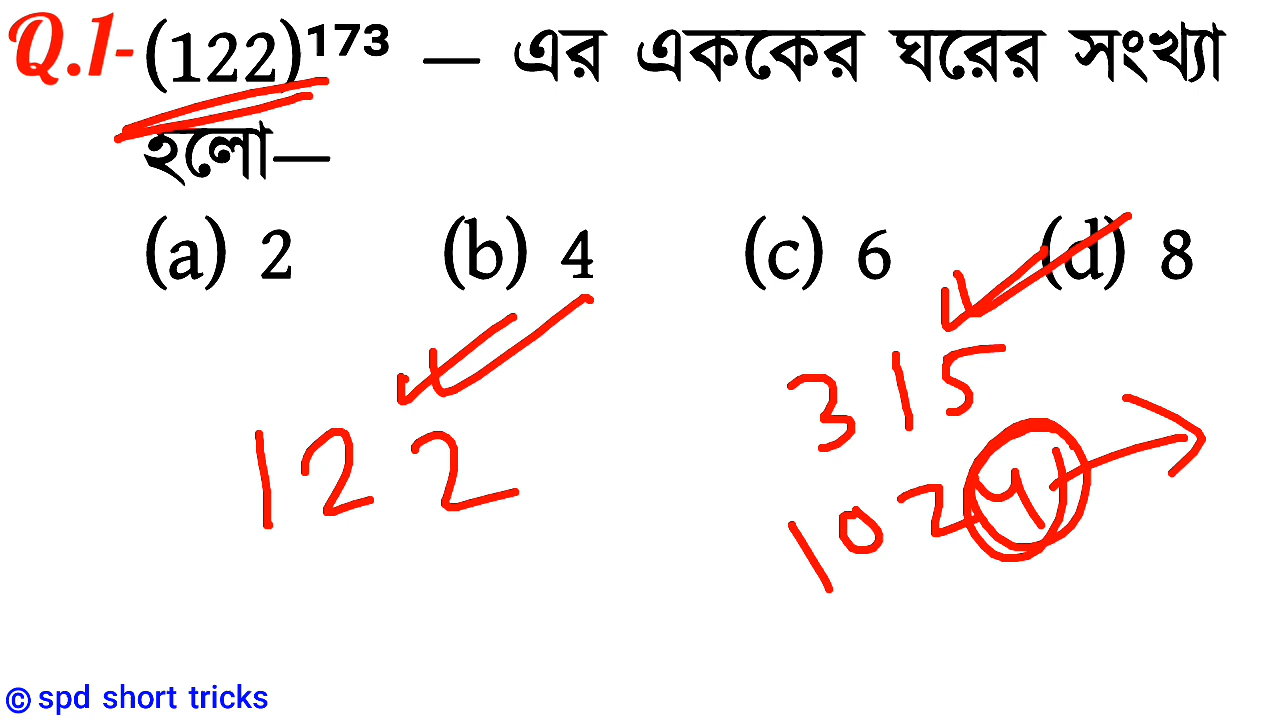 Q.1- (122)¹⁷³ — এর এককের ঘরের সংখ্যা
হলো—
(a) 2 (b) 4 (c) 6 (d) 8
315
122
1024
© spd short tricks